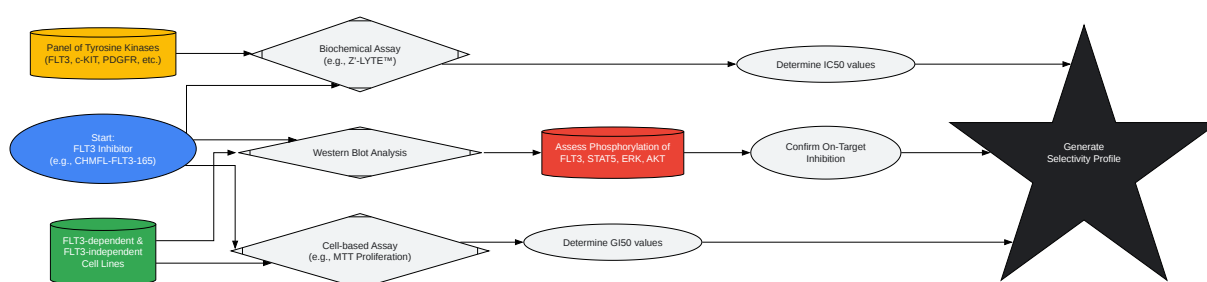 Panel of Tyrosine Kinases
(FLT3, c-KIT, PDGFR, etc.)
Biochemical Assay
(e.g., Z'-LYTE™)
Determine IC50 values
Start:
FLT3 Inhibitor
(e.g., CHMFL-FLT3-165)
Western Blot Analysis
Assess Phosphorylation of
FLT3, STAT5, ERK, AKT
Confirm On-Target
Inhibition
Generate
Selectivity Profile
FLT3-dependent &
FLT3-independent
Cell Lines
Cell-based Assay
(e.g., MTT Proliferation)
Determine GI50 values